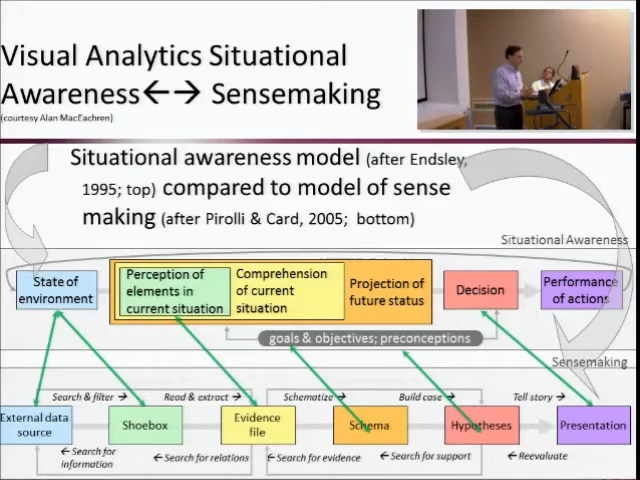 Visual Analytics Situational
Awareness←→ Sensemaking
(courtesy Alan MacEachren)
Situational awareness model (after Endsley,
1995; top) compared to model of sense
making (after Pirolli & Card, 2005; bottom)
Situational Awareness
State of
environment
Perception of
elements in
current situation
Comprehension
of current
situation
Projection of
future status
Decision
Performance
of actions
goals & objectives; preconceptions
Sensemaking
Search & filter →
Read & extract →
Schematize →
Build case →
Tell story →
External data
source
Shoebox
Evidence
file
Schema
Hypotheses
Presentation
← Search for
information
← Search for relations
← Search for evidence
← Search for support
← Reevaluate